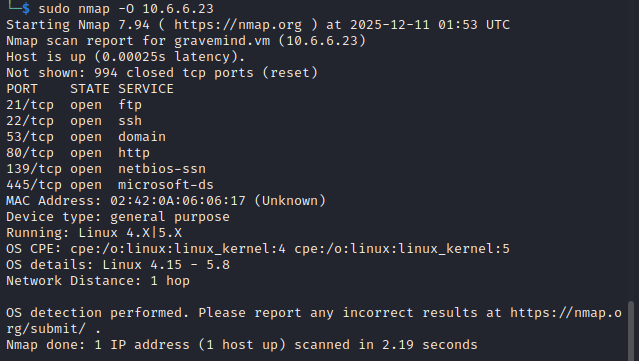 └─$ sudo nmap -O 10.6.6.23
Starting Nmap 7.94 ( https://nmap.org ) at 2025-12-11 01:53 UTC
Nmap scan report for gravemind.vm (10.6.6.23)
Host is up (0.00025s latency).
Not shown: 994 closed tcp ports (reset)
PORT    STATE SERVICE
21/tcp  open  ftp
22/tcp  open  ssh
53/tcp  open  domain
80/tcp  open  http
139/tcp open  netbios-ssn
445/tcp open  microsoft-ds
MAC Address: 02:42:0A:06:06:17 (Unknown)
Device type: general purpose
Running: Linux 4.X|5.X
OS CPE: cpe:/o:linux:linux_kernel:4 cpe:/o:linux:linux_kernel:5
OS details: Linux 4.15 - 5.8
Network Distance: 1 hop
OS detection performed. Please report any incorrect results at https://nmap.o
rg/submit/ .
Nmap done: 1 IP address (1 host up) scanned in 2.19 seconds